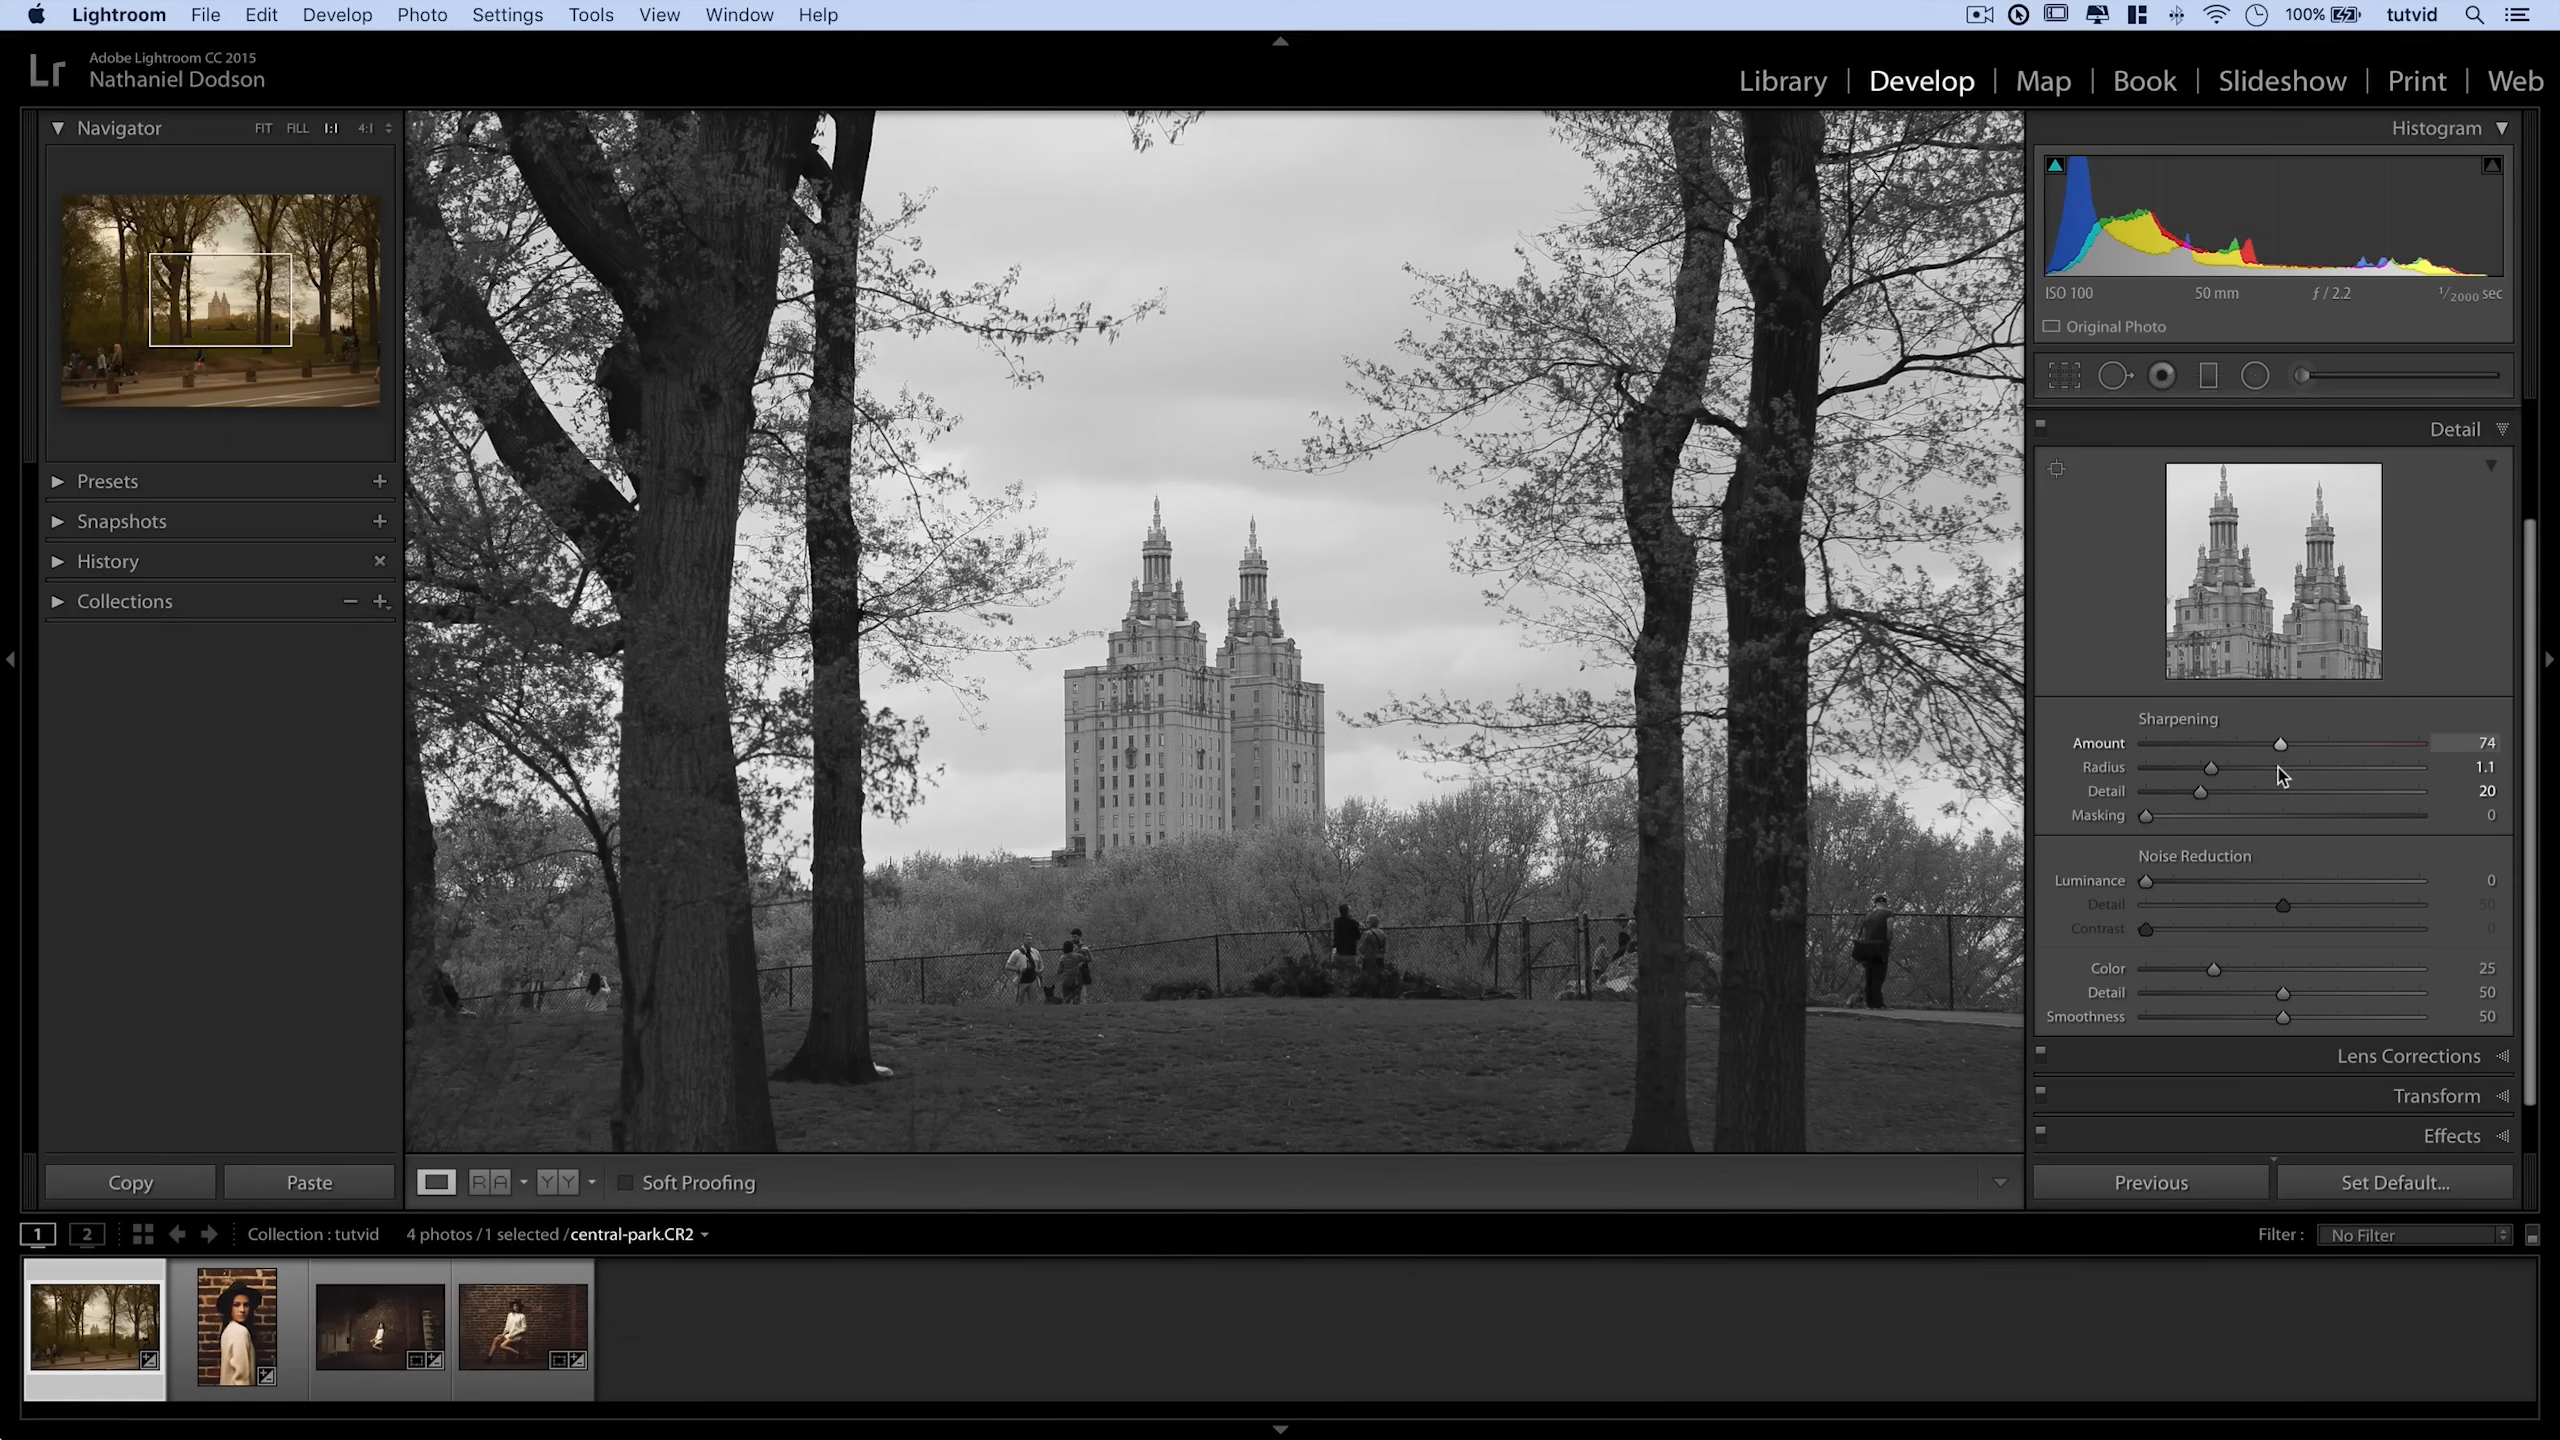 Lightroom File Edit Develop Photo Settings Tools View Window Help 100% tutvid
Lr Adobe Lightroom CC 2015
Nathaniel Dodson
Library | Develop | Map | Book | Slideshow | Print | Web
Navigator FIT FILL 1:1 4:1
Presets
Snapshots
History
Collections
Copy Paste
Soft Proofing
Histogram
ISO 100 50 mm ƒ / 2.2 1/2000 sec
Original Photo
Detail
Sharpening
Amount 74
Radius 1.1
Detail 20
Masking 0
Noise Reduction
Luminance 0
Detail 50
Contrast 0
Color 25
Detail 50
Smoothness 50
Lens Corrections
Transform
Effects
Previous Set Default...
1 2 Collection : tutvid 4 photos / 1 selected / central-park.CR2 Filter : No Filter